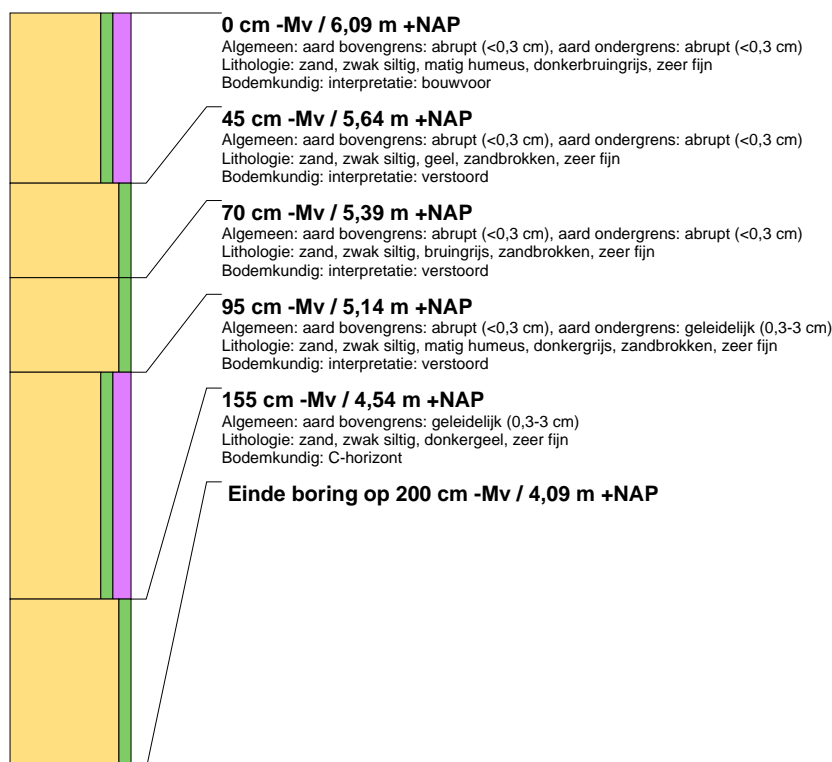 0 cm -Mv / 6,09 m +NAP
Algemeen: aard bovengrens: abrupt (<0,3 cm), aard ondergrens: abrupt (<0,3 cm)
Lithologie: zand, zwak siltig, matig humeus, donkerbruingrijs, zeer fijn
Bodemkundig: interpretatie: bouwvoor
45 cm -Mv / 5,64 m +NAP
Algemeen: aard bovengrens: abrupt (<0,3 cm), aard ondergrens: abrupt (<0,3 cm)
Lithologie: zand, zwak siltig, geel, zandbrokken, zeer fijn
Bodemkundig: interpretatie: verstoord
70 cm -Mv / 5,39 m +NAP
Algemeen: aard bovengrens: abrupt (<0,3 cm), aard ondergrens: abrupt (<0,3 cm)
Lithologie: zand, zwak siltig, bruingrijs, zandbrokken, zeer fijn
Bodemkundig: interpretatie: verstoord
95 cm -Mv / 5,14 m +NAP
Algemeen: aard bovengrens: abrupt (<0,3 cm), aard ondergrens: geleidelijk (0,3-3 cm)
Lithologie: zand, zwak siltig, matig humeus, donkergrijs, zandbrokken, zeer fijn
Bodemkundig: interpretatie: verstoord
155 cm -Mv / 4,54 m +NAP
Algemeen: aard bovengrens: geleidelijk (0,3-3 cm)
Lithologie: zand, zwak siltig, donkergeel, zeer fijn
Bodemkundig: C-horizont
Einde boring op 200 cm -Mv / 4,09 m +NAP